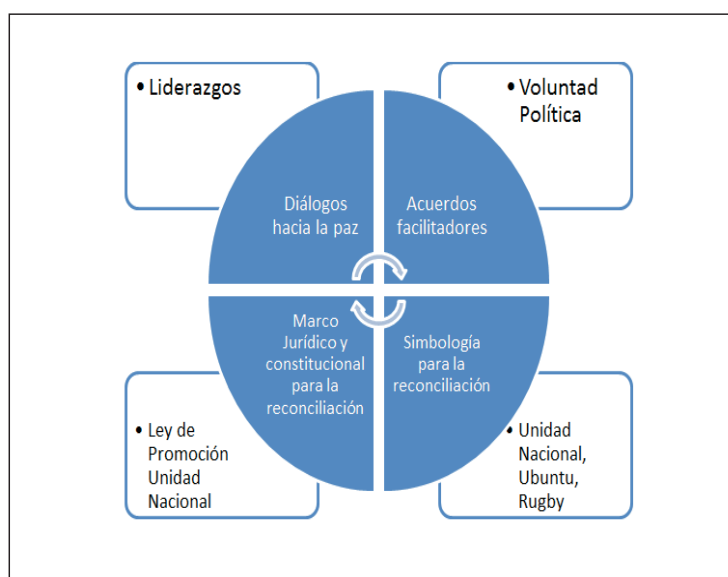 • Liderazgos
• Voluntad
Política
Diálogos
hacia la paz
Acuerdos
facilitadores
Marco
Jurídico y
constitucional
para la
reconciliación
Simbología
para la
reconciliación
• Ley de
Promoción
Unidad
Nacional
• Unidad
Nacional,
Ubuntu,
Rugby